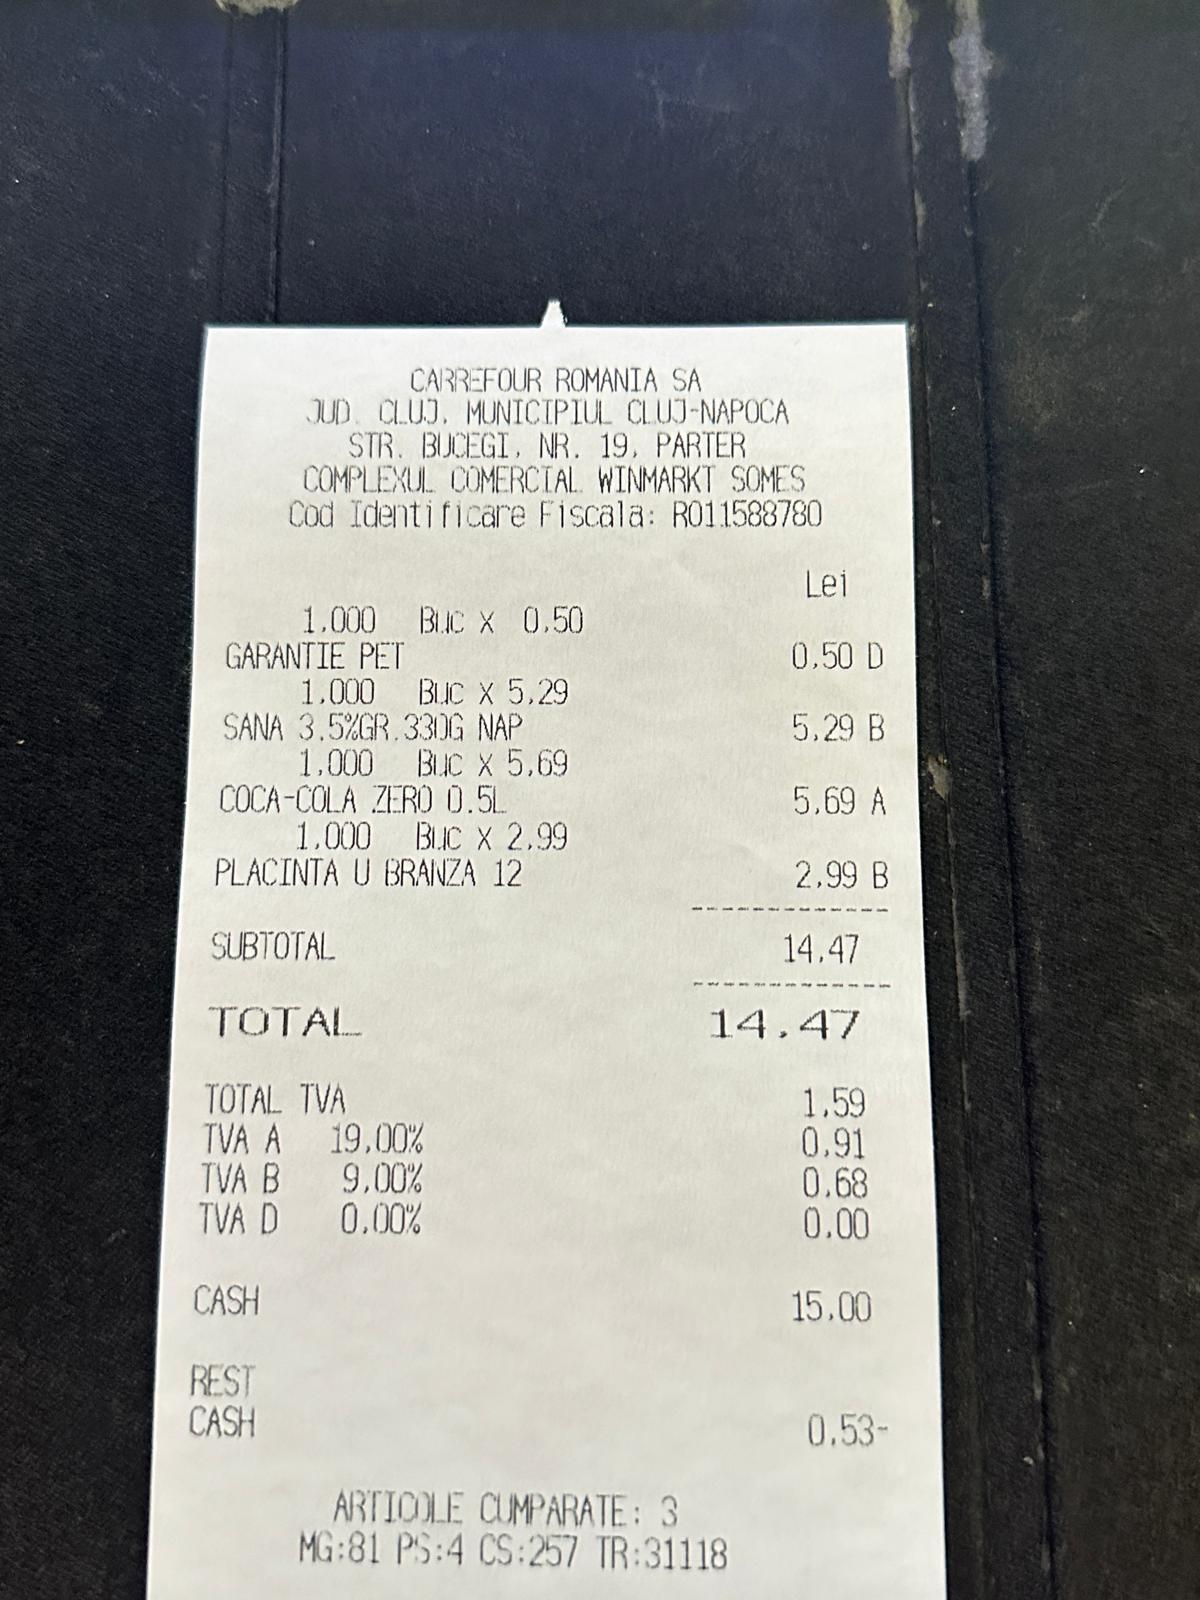 CARREFOUR ROMANIA SA
JUD. CLUJ, MUNICIPIUL CLUJ-NAPOCA
STR. BUCEGI, NR. 19, PARTER
COMPLEXUL COMERCIAL WINMARKT SOMES
Cod Identificare Fiscala: RO11588780
Lei
1,000 Buc x 0,50
GARANTIE PET 0,50 D
1,000 Buc x 5,29
SANA 3.5%GR.330G NAP 5,29 B
1,000 Buc x 5,69
COCA-COLA ZERO 0.5L 5,69 A
1,000 Buc x 2,99
PLACINTA U BRANZA 12 2,99 B
------------
SUBTOTAL 14,47
------------
TOTAL 14,47
TOTAL TVA 1,59
TVA A 19,00% 0,91
TVA B 9,00% 0,68
TVA D 0,00% 0,00
CASH 15,00
REST
CASH 0,53-
ARTICOLE CUMPARATE: 3
MG:81 PS:4 CS:257 TR:31118